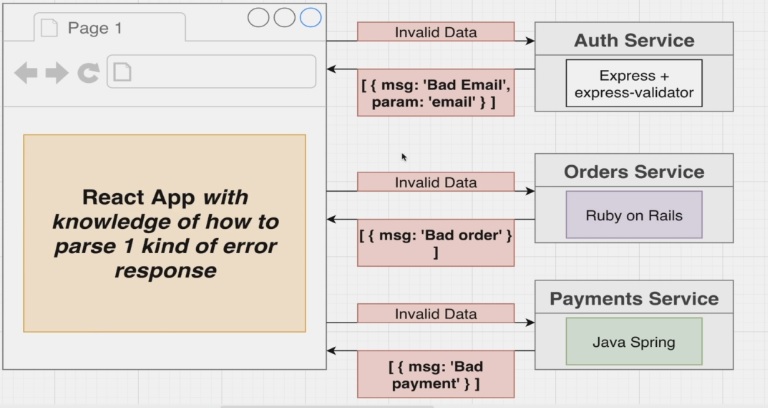 Page 1
React App with
knowledge of how to
parse 1 kind of error
response
Invalid Data
[ { msg: 'Bad Email',
param: 'email' } ]
Auth Service
Express +
express-validator
Invalid Data
[ { msg: 'Bad order' }
]
Orders Service
Ruby on Rails
Invalid Data
[ { msg: 'Bad
payment' } ]
Payments Service
Java Spring